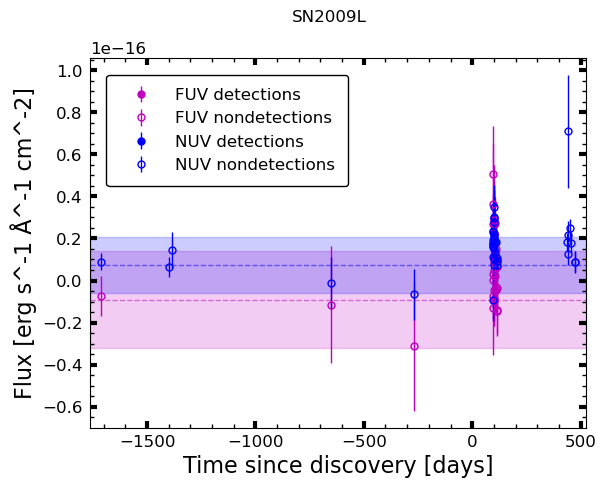 SN2009L
1e−16
1.0
0.8
0.6
0.4
0.2
0.0
−0.2
−0.4
−0.6
Flux [erg s^-1 Å^-1 cm^-2]
FUV detections
FUV nondetections
NUV detections
NUV nondetections
−1500 −1000 −500 0 500
Time since discovery [days]